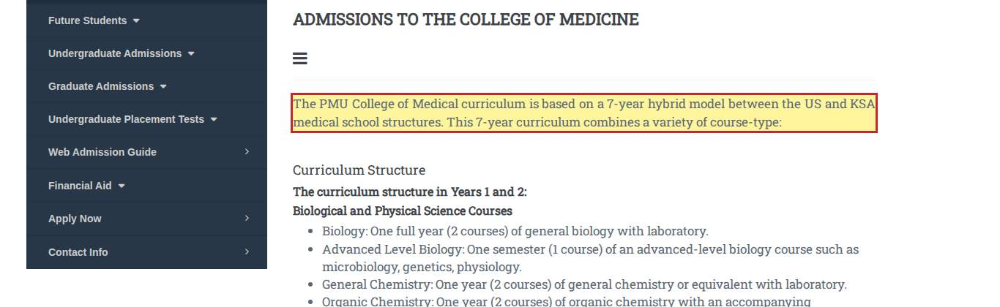 Future Students
Undergraduate Admissions
Graduate Admissions
Undergraduate Placement Tests
Web Admission Guide
Financial Aid
Apply Now
Contact Info
ADMISSIONS TO THE COLLEGE OF MEDICINE
The PMU College of Medical curriculum is based on a 7-year hybrid model between the US and KSA
medical school structures. This 7-year curriculum combines a variety of course-type:
Curriculum Structure
The curriculum structure in Years 1 and 2:
Biological and Physical Science Courses
Biology: One full year (2 courses) of general biology with laboratory.
Advanced Level Biology: One semester (1 course) of an advanced-level biology course such as
microbiology, genetics, physiology.
General Chemistry: One year (2 courses) of general chemistry or equivalent with laboratory.
Organic Chemistry: One year (2 courses) of organic chemistry with an accompanying